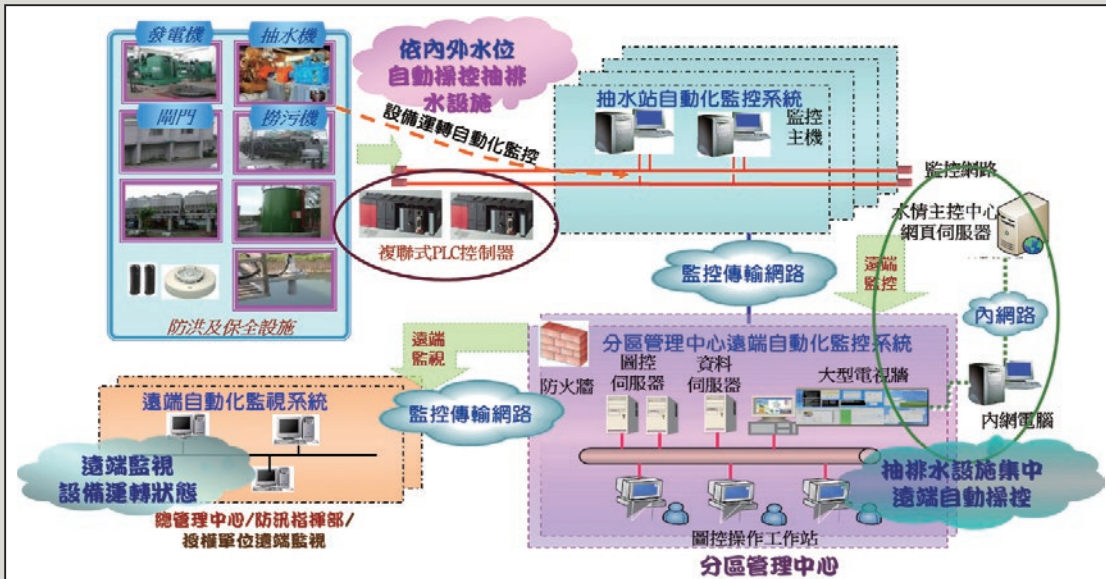 發電機
抽水機
閘門
撈污機
防洪及保全設施
依內外水位
自動操控抽排
水設施
設備運轉自動化監控
複聯式PLC控制器
抽水站自動化監控系統
監控
主機
監控網路
水情主控中心
網頁伺服器
監控傳輸網路
遠端
監控
內網路
內網電腦
遠端
監視
防火牆
分區管理中心遠端自動化監控系統
圖控
伺服器
資料
伺服器
大型電視牆
監控傳輸網路
遠端自動化監視系統
遠端監視
設備運轉狀態
總管理中心/防汛指揮部/
授權單位遠端監視
抽排水設施集中
遠端自動操控
圖控操作工作站
分區管理中心